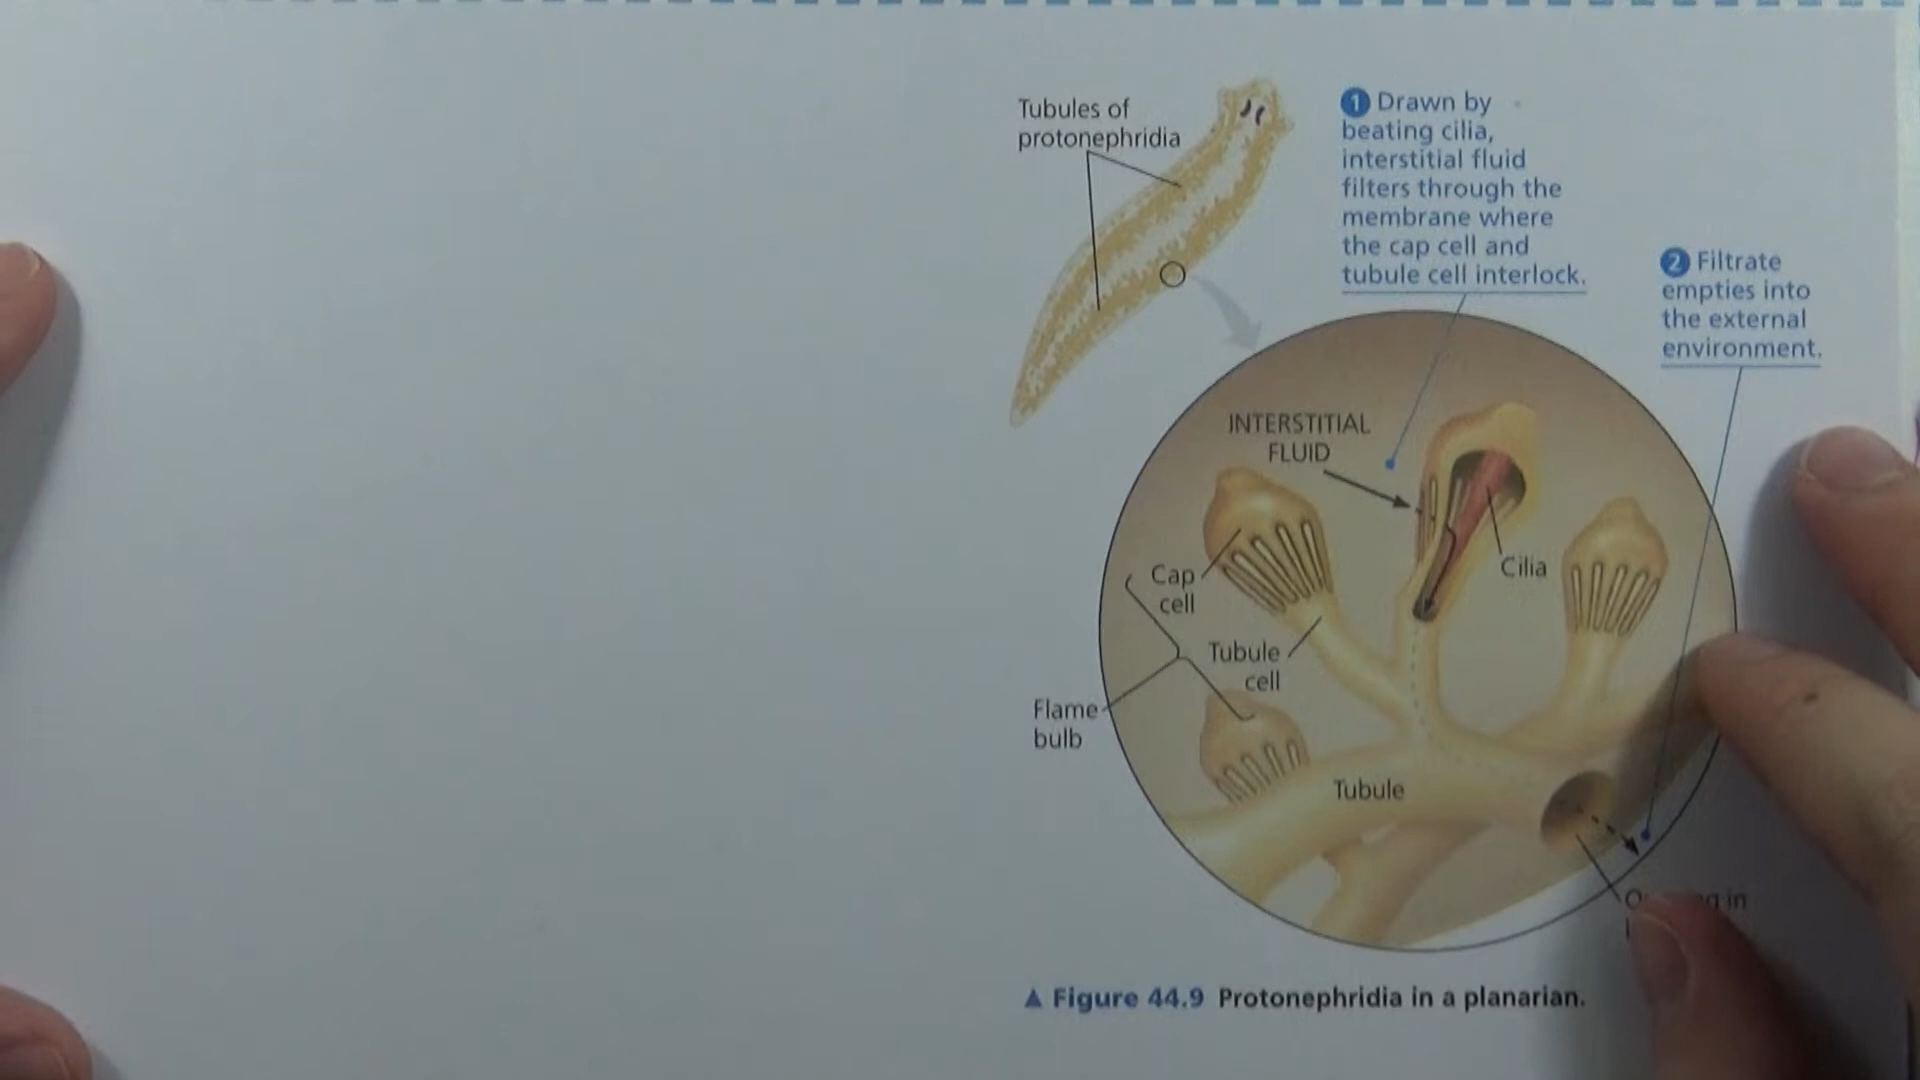 Tubules of
protonephridia
1 Drawn by
beating cilia,
interstitial fluid
filters through the
membrane where
the cap cell and
tubule cell interlock.
2 Filtrate
empties into
the external
environment.
INTERSTITIAL
FLUID
Cilia
Cap
cell
Tubule
cell
Flame
bulb
Tubule
in
▲ Figure 44.9 Protonephridia in a planarian.